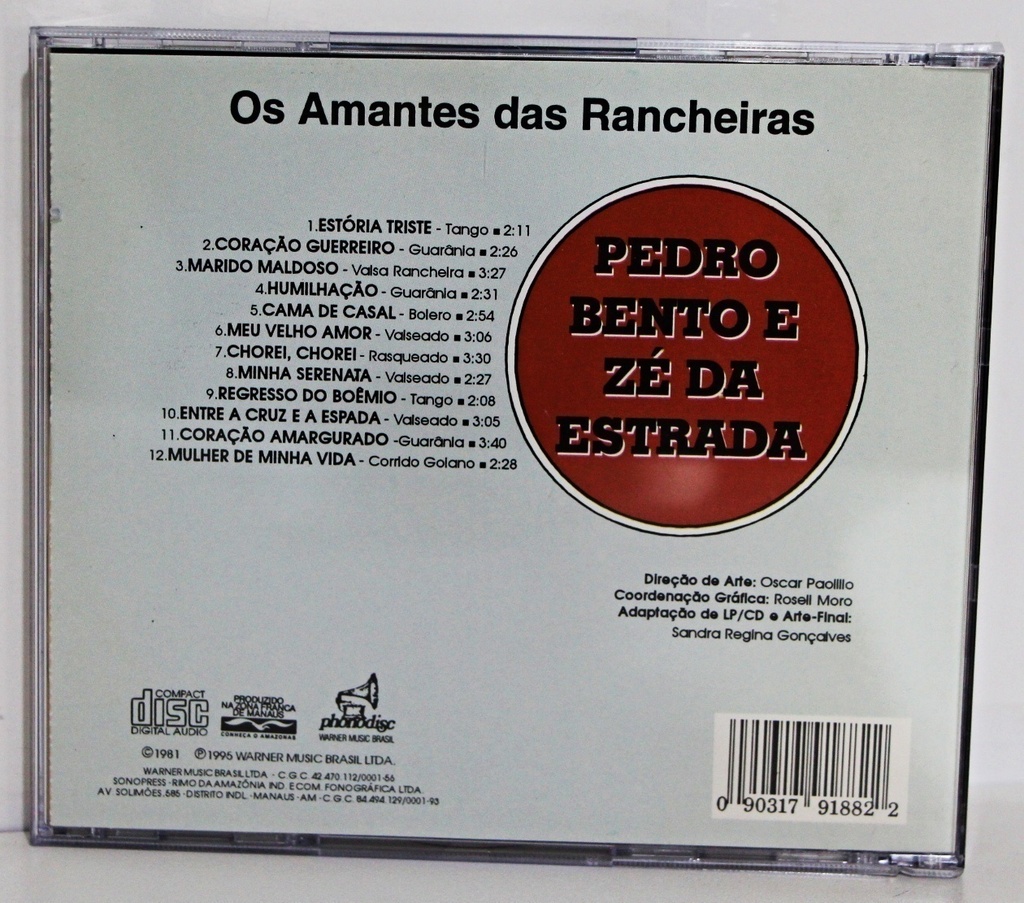 Os Amantes das Rancheiras
1.ESTÓRIA TRISTE - Tango ■ 2:11
2.CORAÇÃO GUERREIRO - Guarânia ■ 2:26
3.MARIDO MALDOSO - Valsa Rancheira ■ 3:27
4.HUMILHAÇÃO - Guarânia ■ 2:31
5.CAMA DE CASAL - Bolero ■ 2:54
6.MEU VELHO AMOR - Valseado ■ 3:06
7.CHOREI, CHOREI - Rasqueado ■ 3:30
8.MINHA SERENATA - Valseado ■ 2:27
9.REGRESSO DO BOÊMIO - Tango ■ 2:08
10.ENTRE A CRUZ E A ESPADA - Valseado ■ 3:05
11.CORAÇÃO AMARGURADO -Guarânia ■ 3:40
12.MULHER DE MINHA VIDA - Corrido Goiano ■ 2:28
PEDRO
BENTO E
ZÉ DA
ESTRADA
Direção de Arte: Oscar Paolillo
Coordenação Gráfica: Roseli Moro
Adaptação de LP/CD e Arte-Final:
Sandra Regina Gonçalves
COMPACT
disc
DIGITAL AUDIO
PRODUZIDO
NA ZONA FRANCA
DE MANAUS
CONHEÇA O AMAZONAS
phonodisc
WARNER MUSIC BRASIL
©1981 ℗1995 WARNER MUSIC BRASIL LTDA.
WARNER MUSIC BRASIL LTDA - C.G.C. 42.470.112/0001-56
SONOPRESS - RIMO DA AMAZÔNIA IND. E COM. FONOGRÁFICA LTDA.
AV. SOLIMÕES, 585 - DISTRITO INDL. - MANAUS - AM - C.G.C. 84.494.129/0001-93
0 90317 91882 2